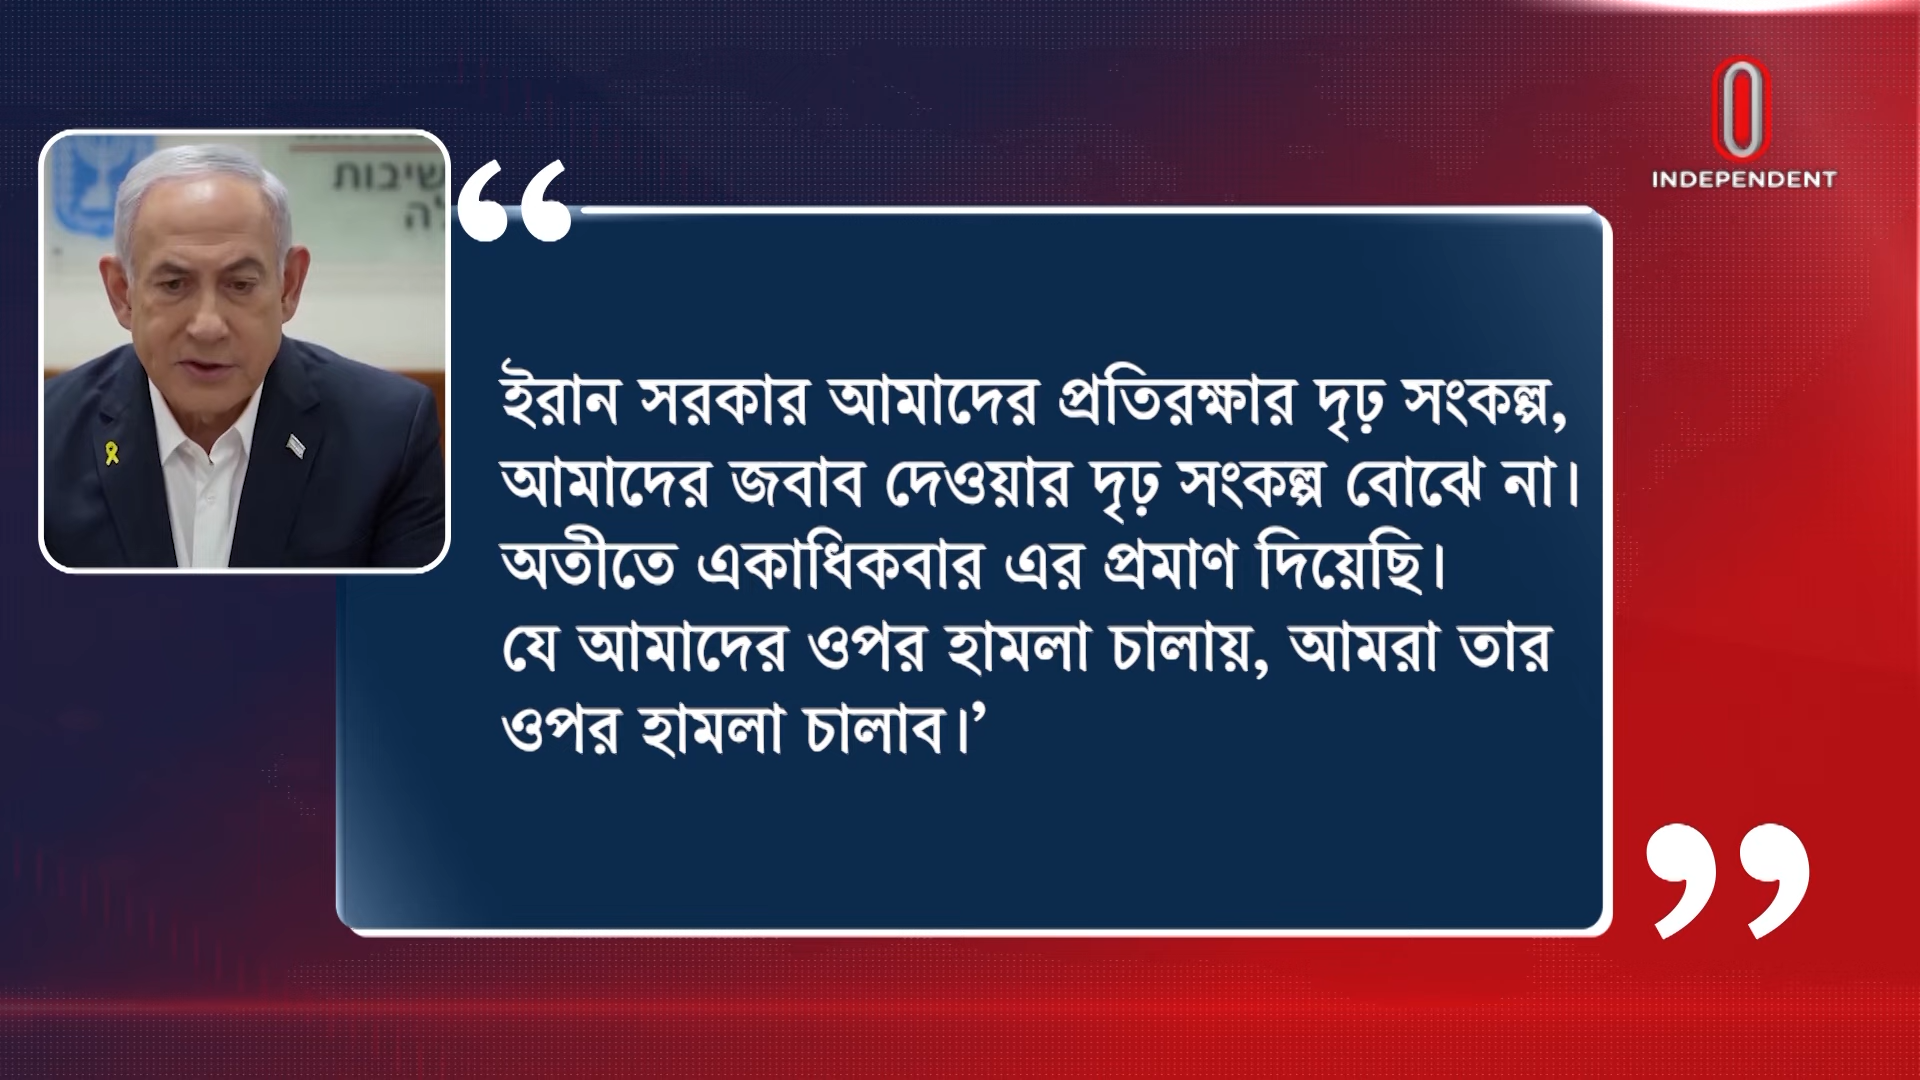 שיבות
ל'ה
INDEPENDENT
ইরান সরকার আমাদের প্রতিরক্ষার দৃঢ় সংকল্প,
আমাদের জবাব দেওয়ার দৃঢ় সংকল্প বোঝে না।
অতীতে একাধিকবার এর প্রমাণ দিয়েছি।
যে আমাদের ওপর হামলা চালায়, আমরা তার
ওপর হামলা চালাব।’